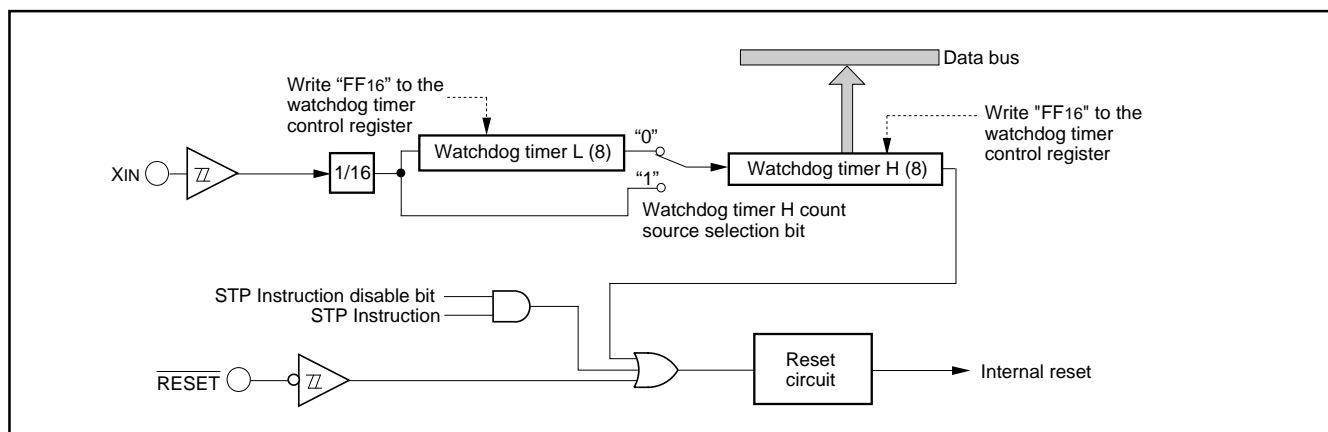 Data bus
Write “FF16” to the
watchdog timer
control register
Write "FF16" to the
watchdog timer
control register
“0”
Watchdog timer L (8)
Watchdog timer H (8)
XIN
1/16
“1”
Watchdog timer H count
source selection bit
STP Instruction disable bit
STP Instruction
RESET
Reset
circuit
Internal reset